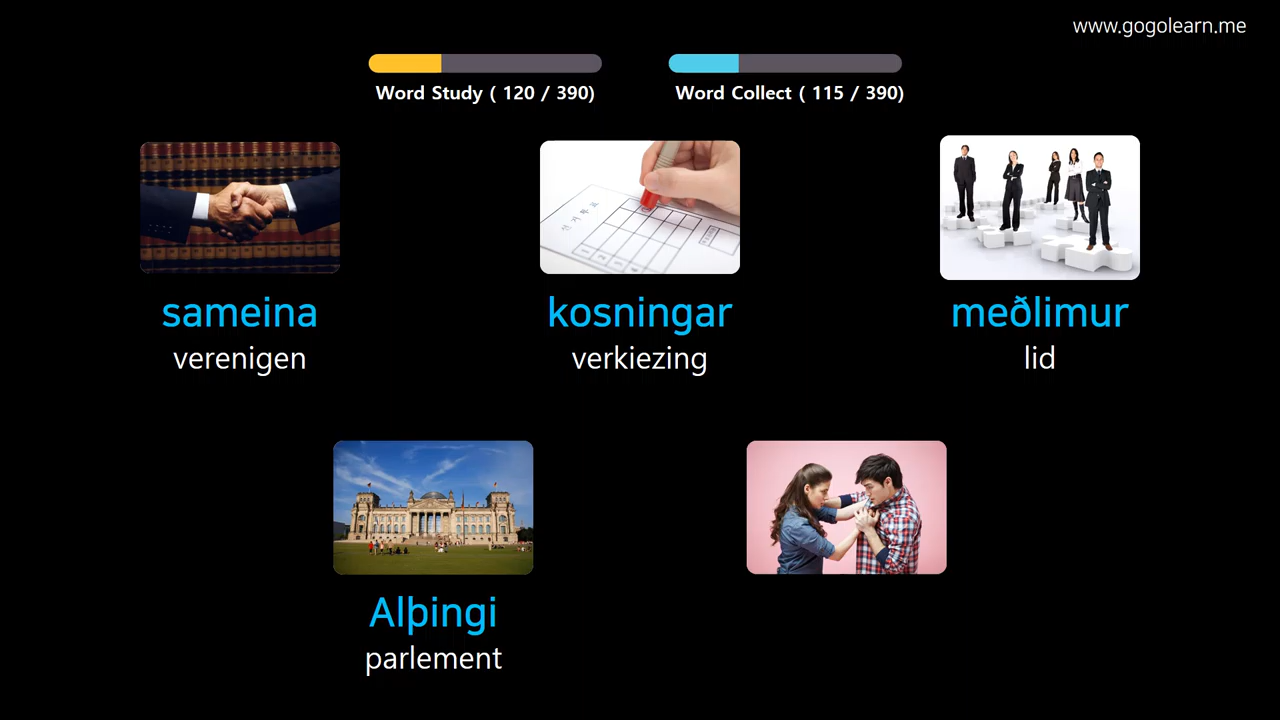 www.gogolearn.me
Word Study ( 120 / 390)
Word Collect ( 115 / 390)
sameina
verenigen
kosningar
verkiezing
meðlimur
lid
Alþingi
parlement